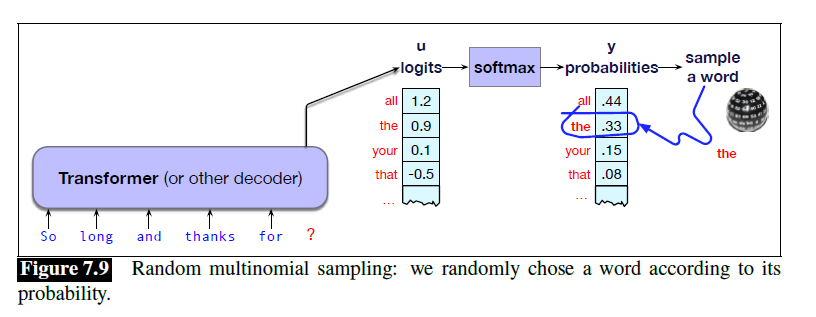 u
logits
softmax
y
probabilities
sample
a word
all 1.2
the 0.9
your 0.1
that -0.5
...
all .44
the .33
your .15
that .08
...
the
Transformer (or other decoder)
So long and thanks for ?
Figure 7.9 Random multinomial sampling: we randomly chose a word according to its
probability.